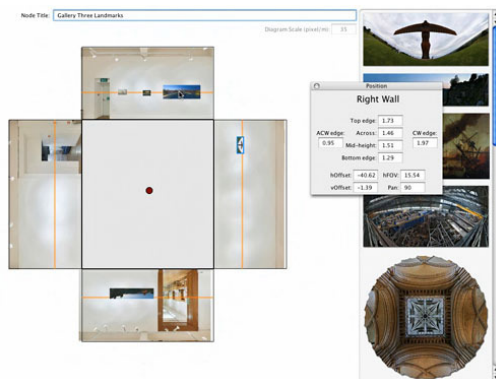 Node Title: Gallery Three Landmarks
Diagram Scale (pixel/m): 55
Position
Right Wall
Top edge: 1.73
ACW edge: Across: 1.46 CW edge:
0.95 Mid-height: 1.51 1.97
Bottom edge: 1.29
hOffset: -40.62 hFOV: 15.54
vOffset: -1.39 Pan: 90